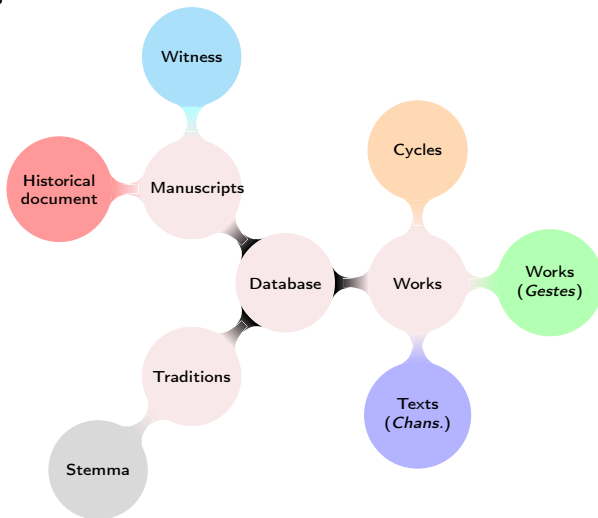 Witness
Cycles
Historical
document
Manuscripts
Works
(Gestes)
Database
Works
Traditions
Texts
(Chans.)
Stemma